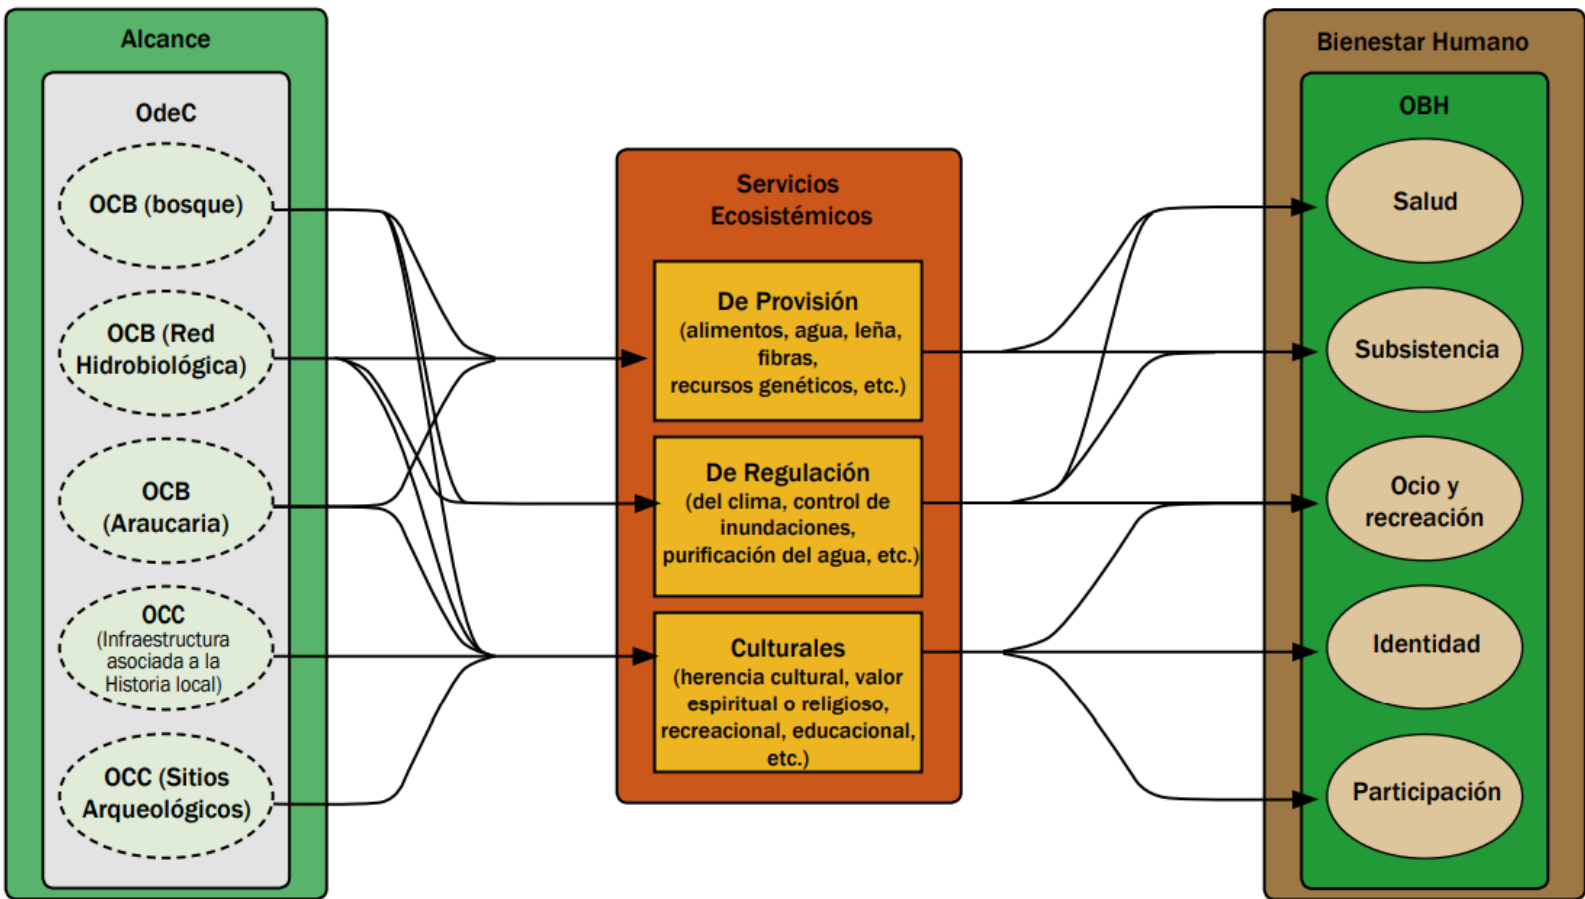 Alcance
OdeC
OCB (bosque)
OCB (Red
Hidrobiológica)
OCB
(Araucaria)
OCC
(Infraestructura
asociada a la
Historia local)
OCC (Sitios
Arqueológicos)
Servicios
Ecosistémicos
De Provisión
(alimentos, agua, leña,
fibras,
recursos genéticos, etc.)
De Regulación
(del clima, control de
inundaciones,
purificación del agua, etc.)
Culturales
(herencia cultural, valor
espiritual o religioso,
recreacional, educacional,
etc.)
Bienestar Humano
OBH
Salud
Subsistencia
Ocio y
recreación
Identidad
Participación